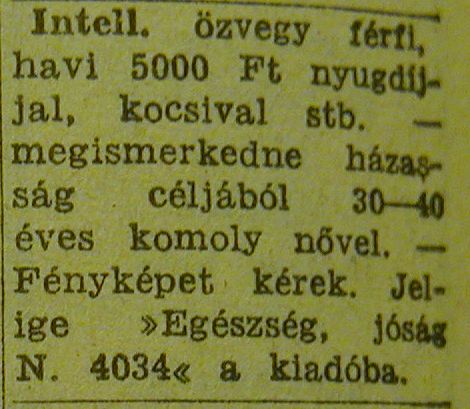 Intell. özvegy férfi,
havi 5000 Ft nyugdíj-
jal, kocsival stb. —
megismerkedne házas-
ság céljából 30—40
éves komoly nővel. —
Fényképet kérek. Jel-
ige »Egészség, jóság
N. 4034« a kiadóba.